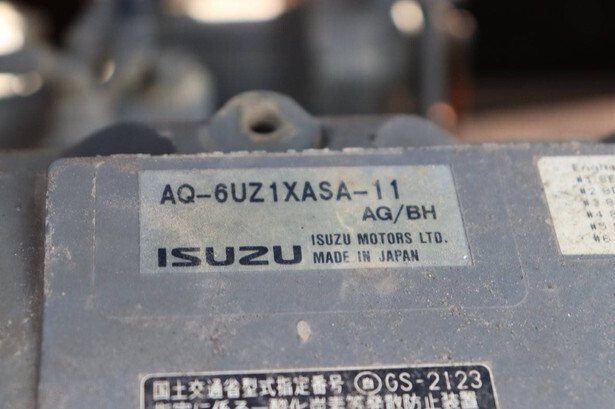 AQ-6UZ1XASA-11
AG/BH
ISUZU
ISUZU MOTORS LTD.
MADE IN JAPAN
国土交通省型式指定番号 GS-2123